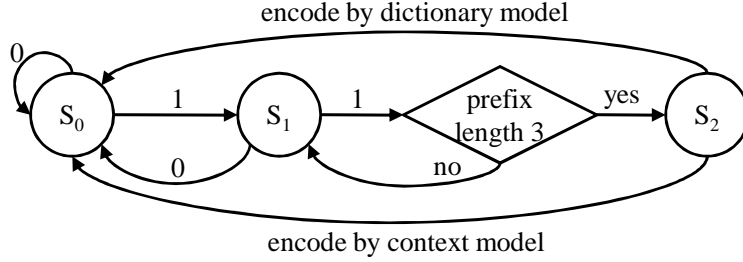 encode by dictionary model
0
S₀
1
S₁
1
prefix
length 3
yes
S₂
0
no
encode by context model